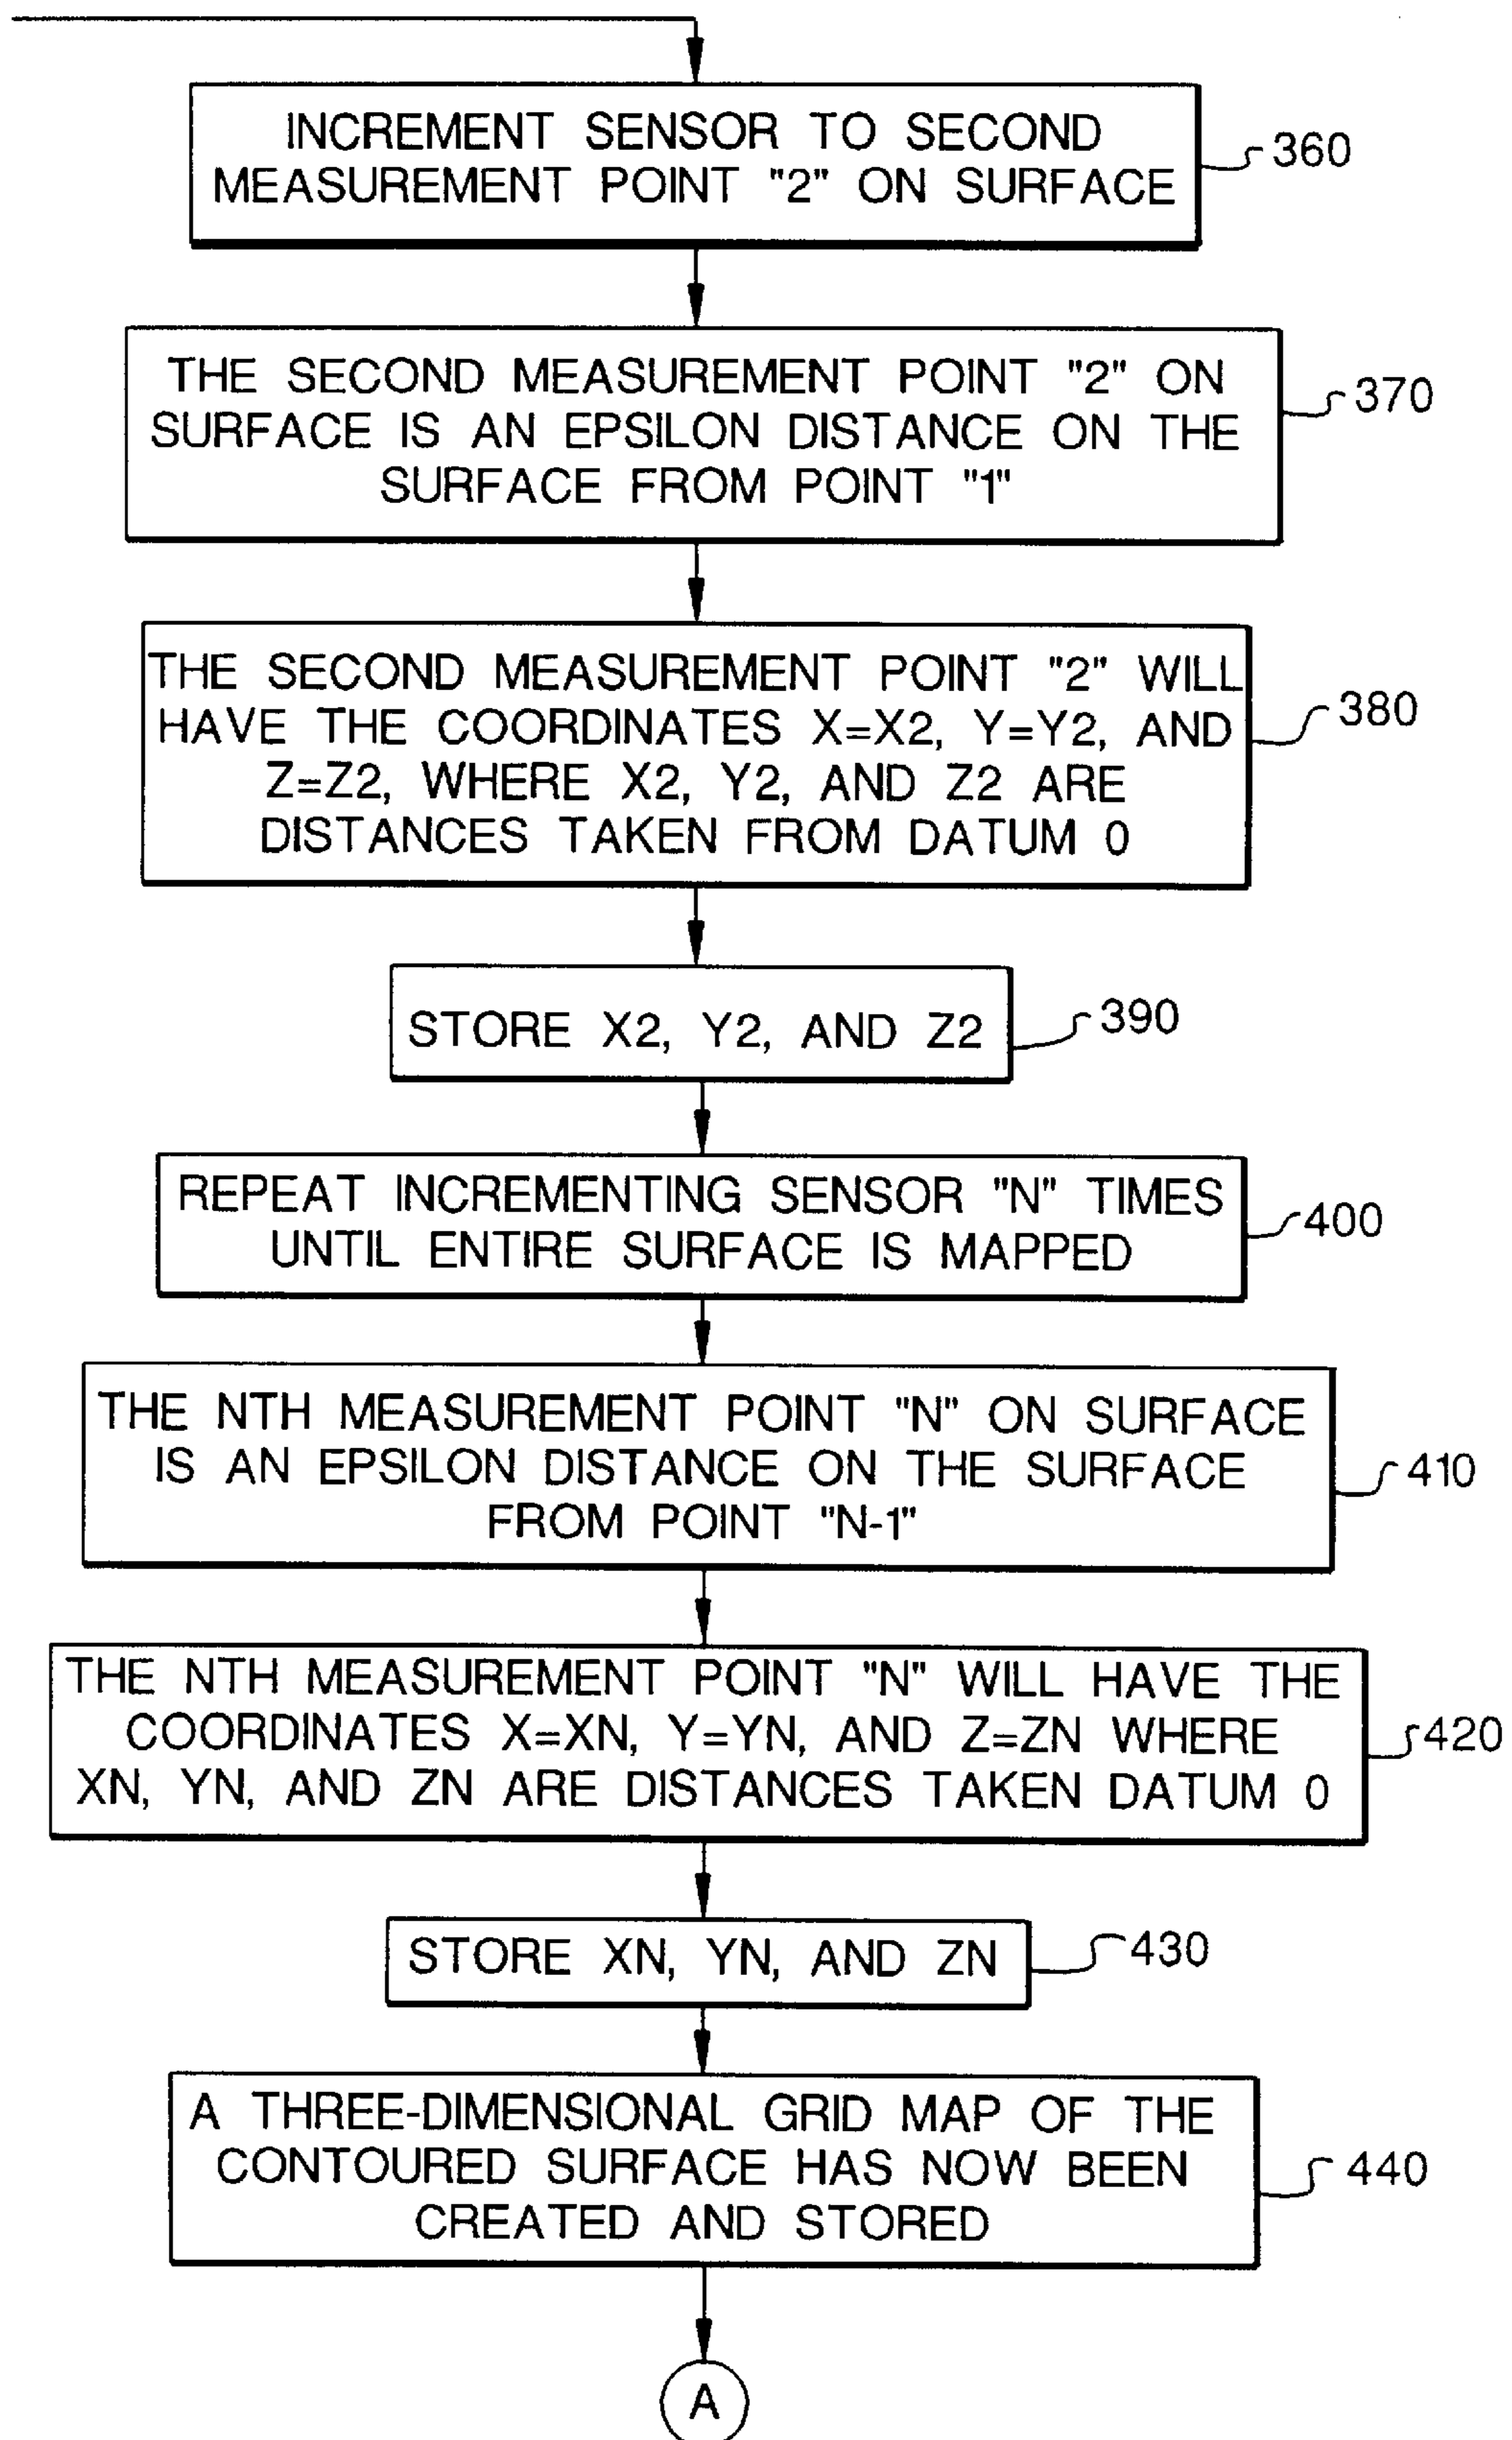 INCREMENT SENSOR TO SECOND
MEASUREMENT POINT "2" ON SURFACE
360
THE SECOND MEASUREMENT POINT "2" ON
SURFACE IS AN EPSILON DISTANCE ON THE
SURFACE FROM POINT "1"
370
THE SECOND MEASUREMENT POINT "2" WILL
HAVE THE COORDINATES X=X2, Y=Y2, AND
Z=Z2, WHERE X2, Y2, AND Z2 ARE
DISTANCES TAKEN FROM DATUM 0
380
STORE X2, Y2, AND Z2
390
REPEAT INCREMENTING SENSOR "N" TIMES
UNTIL ENTIRE SURFACE IS MAPPED
400
THE NTH MEASUREMENT POINT "N" ON SURFACE
IS AN EPSILON DISTANCE ON THE SURFACE
FROM POINT "N-1"
410
THE NTH MEASUREMENT POINT "N" WILL HAVE THE
COORDINATES X=XN, Y=YN, AND Z=ZN WHERE
XN, YN, AND ZN ARE DISTANCES TAKEN DATUM 0
420
STORE XN, YN, AND ZN
430
A THREE-DIMENSIONAL GRID MAP OF THE
CONTOURED SURFACE HAS NOW BEEN
CREATED AND STORED
440
A